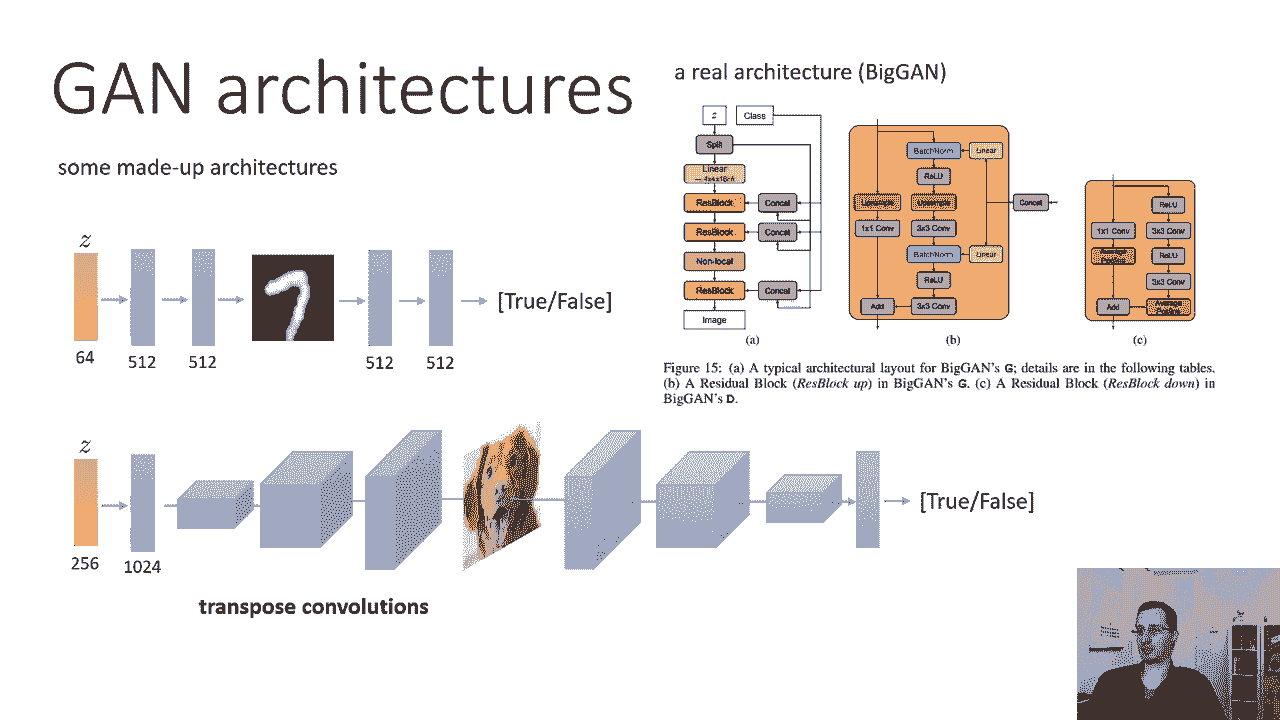 GAN architectures
some made-up architectures
z
64
512
512
512
512
[True/False]
z
256
1024
[True/False]
transpose convolutions
a real architecture (BigGAN)
Class
Split
Linear
ResBlock
Concat
ResBlock
Concat
Non-local
ResBlock
Concat
Image
(a)
BatchNorm
Linear
ReLU
Upsample
Upsample
1x1 Conv
3x3 Conv
BatchNorm
Linear
ReLU
Add
3x3 Conv
Concat
(b)
ReLU
1x1 Conv
3x3 Conv
Average
Pooling
ReLU
3x3 Conv
Add
Average
Pooling
(c)
Figure 15: (a) A typical architectural layout for BigGAN's G; details are in the following tables.
(b) A Residual Block (ResBlock up) in BigGAN's G. (c) A Residual Block (ResBlock down) in
BigGAN's D.